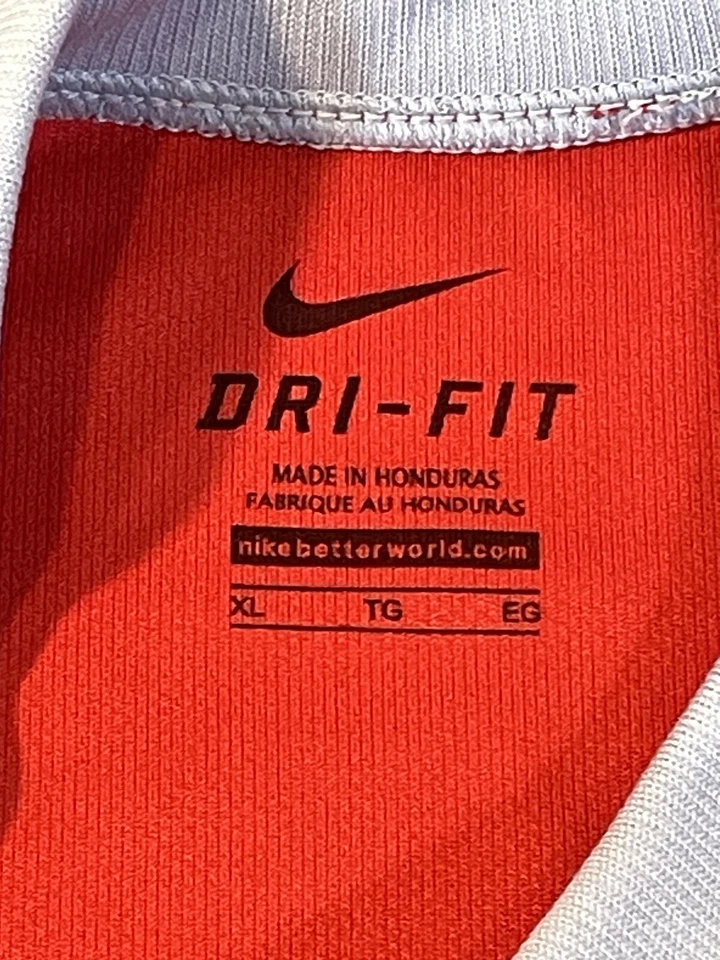 DRI-FIT
MADE IN HONDURAS
FABRIQUE AU HONDURAS
nikebetterworld.com
XL TG EG